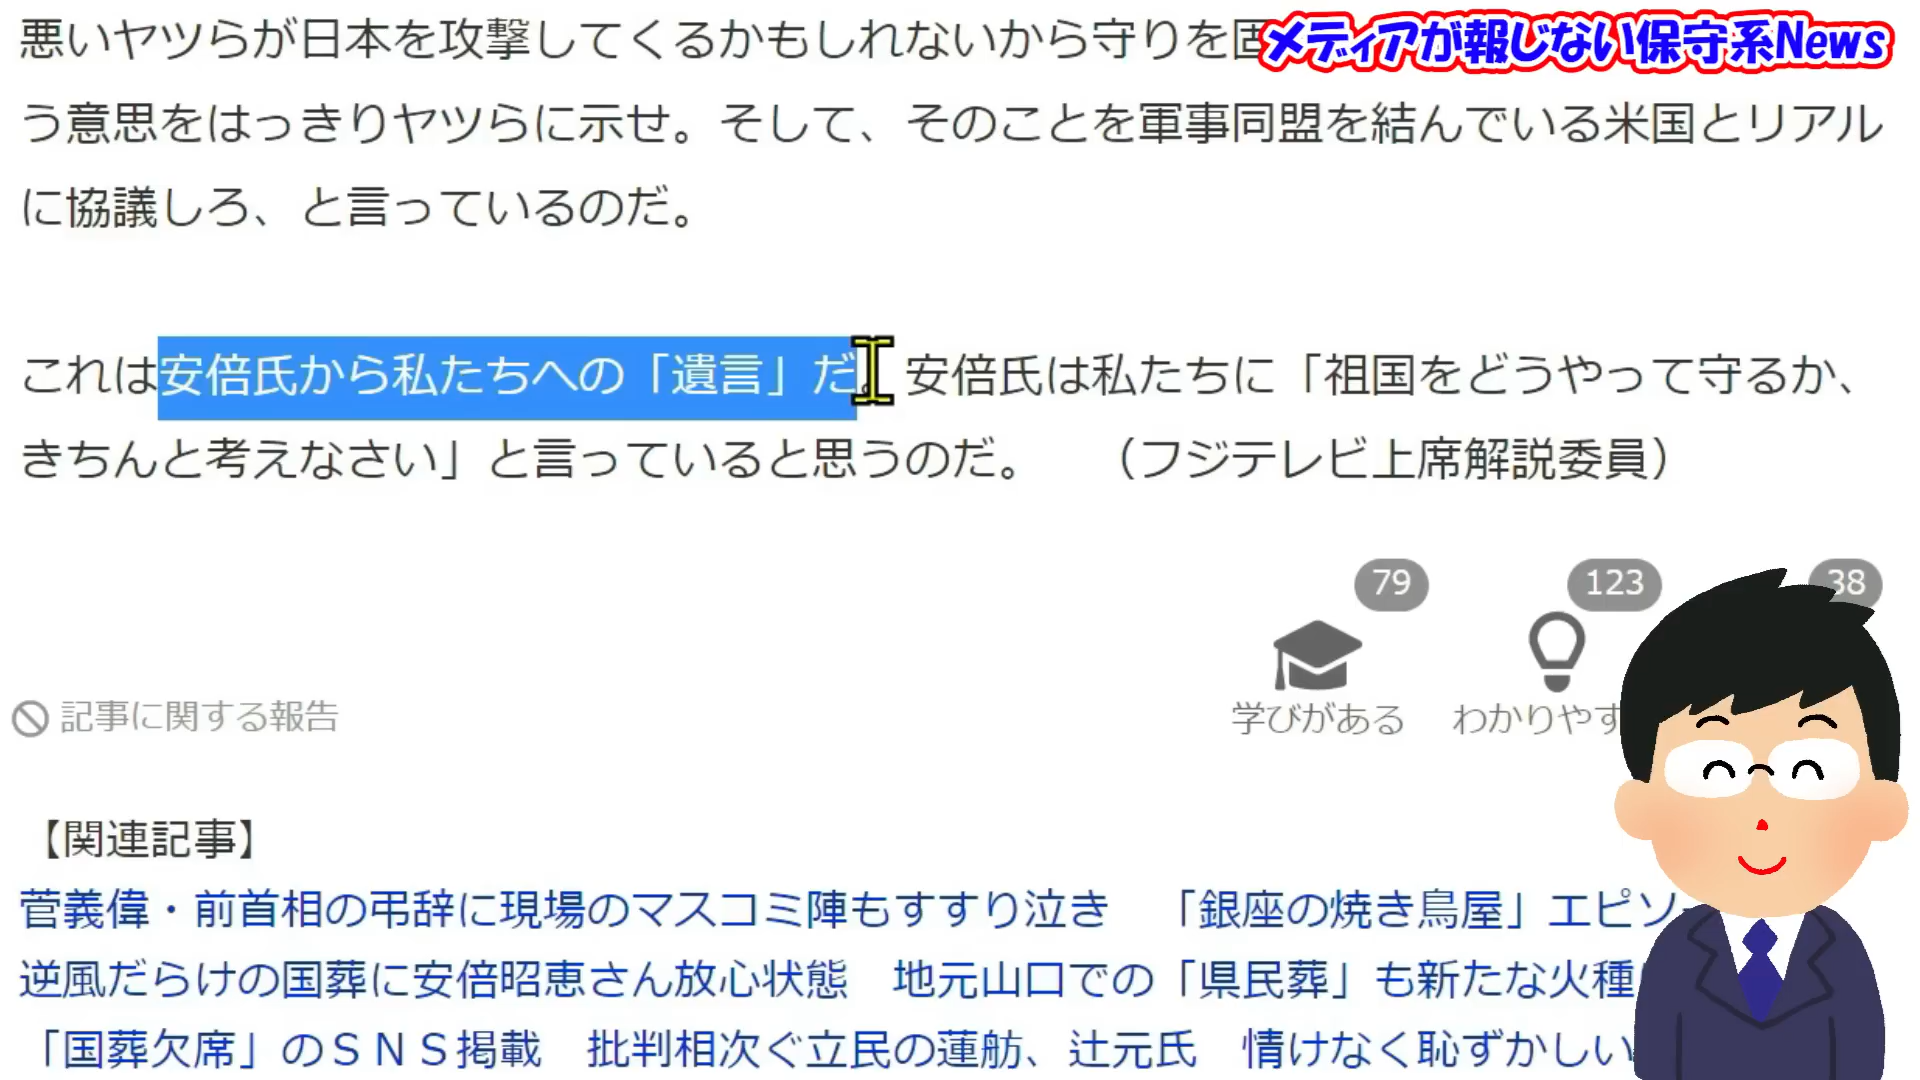 悪いヤツらが日本を攻撃してくるかもしれないから守りを固
メディアが報じない保守系News
う意思をはっきりヤツらに示せ。そして、そのことを軍事同盟を結んでいる米国とリアル
に協議しろ、と言っているのだ。
これは安倍氏から私たちへの「遺言」だ。安倍氏は私たちに「祖国をどうやって守るか、
きちんと考えなさい」と言っていると思うのだ。　（フジテレビ上席解説委員）
79
123
38
学びがある
わかりやす
記事に関する報告
【関連記事】
菅義偉・前首相の弔辞に現場のマスコミ陣もすすり泣き　「銀座の焼き鳥屋」エピソ
逆風だらけの国葬に安倍昭恵さん放心状態　地元山口での「県民葬」も新たな火種
「国葬欠席」のＳＮＳ掲載　批判相次ぐ立民の蓮舫、辻元氏　情けなく恥ずかしい